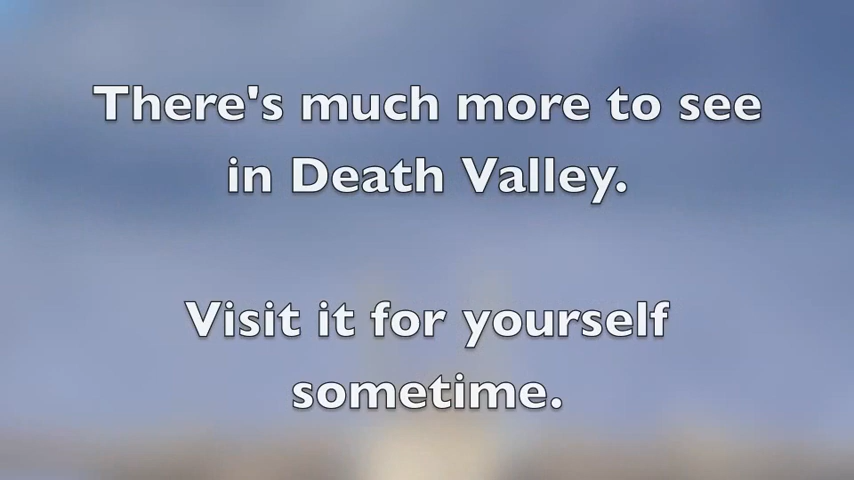 There's much more to see
in Death Valley.
Visit it for yourself
sometime.